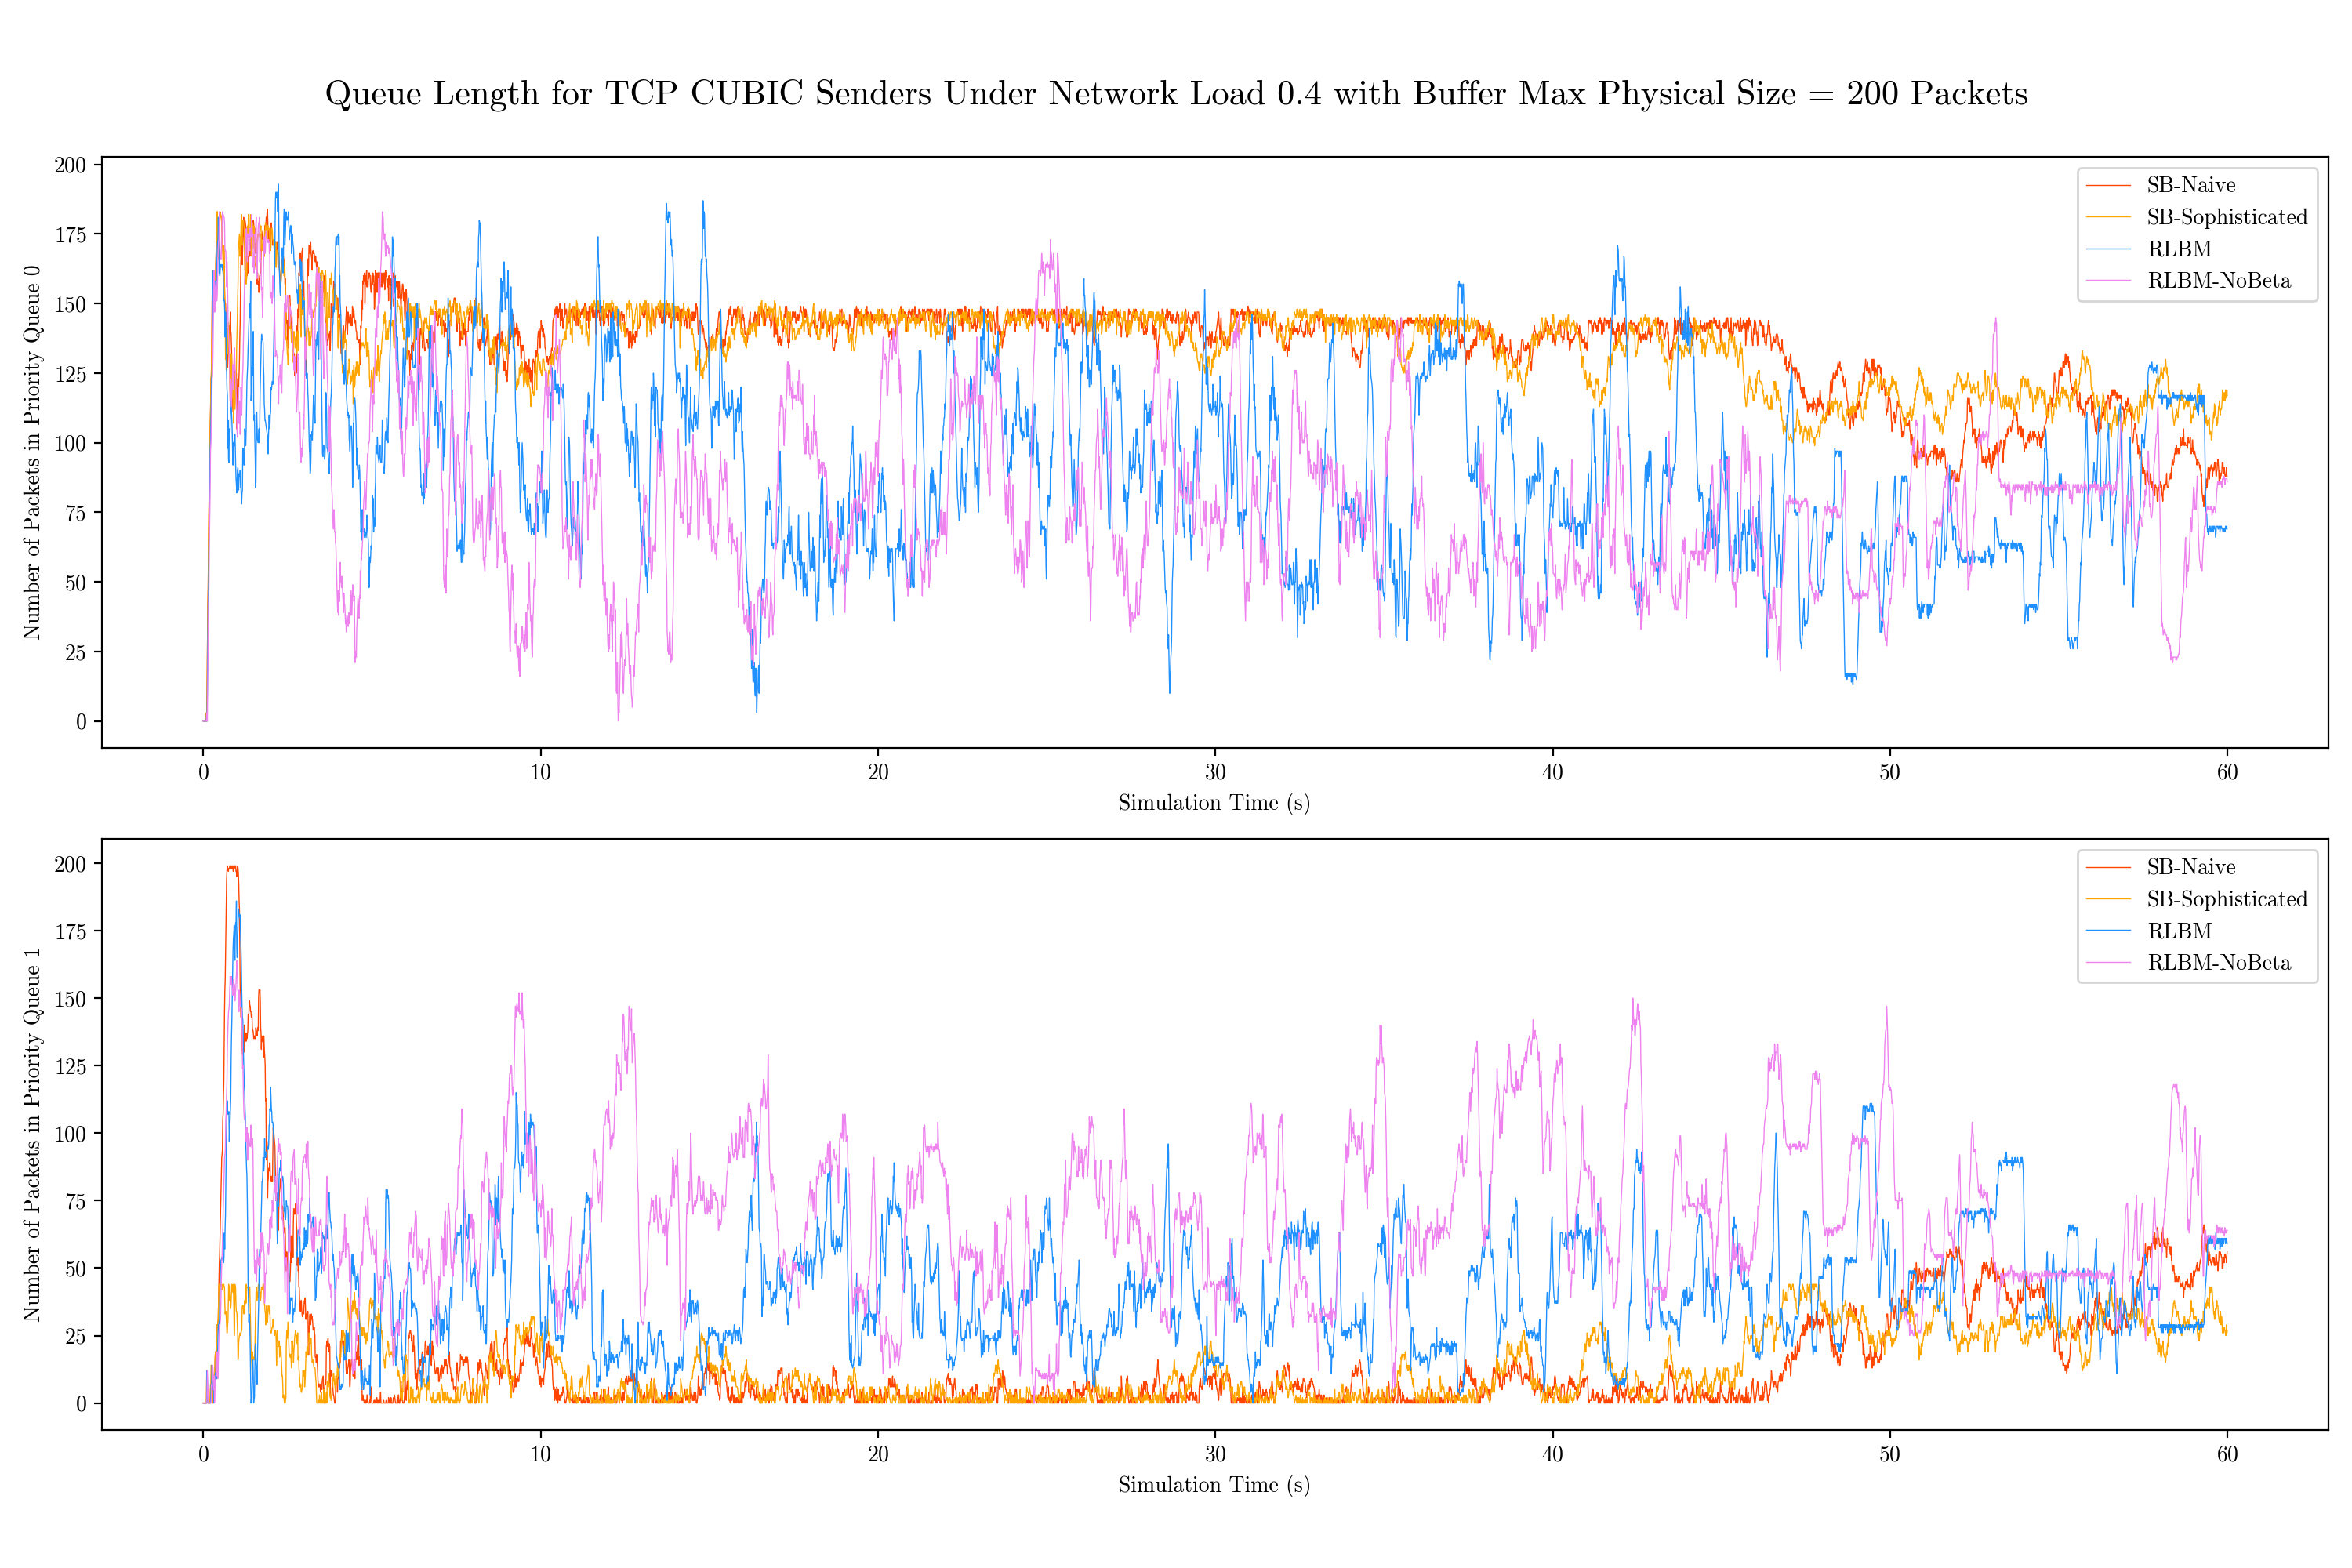 Queue Length for TCP CUBIC Senders Under Network Load 0.4 with Buffer Max Physical Size = 200 Packets
Number of Packets in Priority Queue 0
200
175
150
125
100
75
50
25
0
SB-Naive
SB-Sophisticated
RLBM
RLBM-NoBeta
0 10 20 30 40 50 60
Simulation Time (s)
Number of Packets in Priority Queue 1
200
175
150
125
100
75
50
25
0
SB-Naive
SB-Sophisticated
RLBM
RLBM-NoBeta
0 10 20 30 40 50 60
Simulation Time (s)